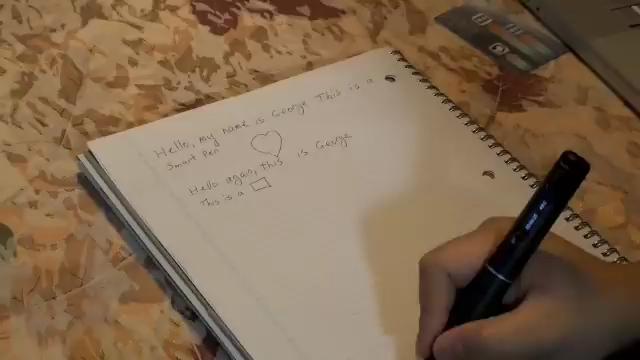 Hello, my name is George This is a
Smart Pen
Hello again, this is George
This is a